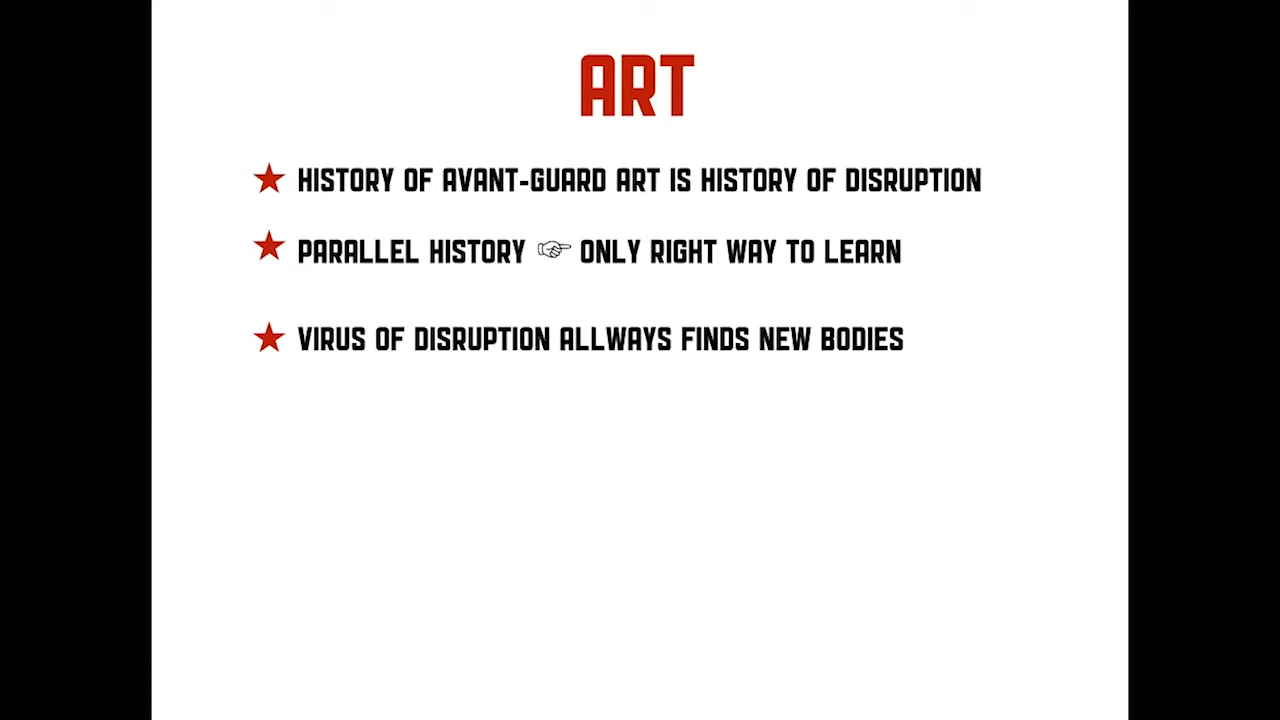 ART
★ HISTORY OF AVANT-GUARD ART IS HISTORY OF DISRUPTION
★ PARALLEL HISTORY ☞ ONLY RIGHT WAY TO LEARN
★ VIRUS OF DISRUPTION ALLWAYS FINDS NEW BODIES